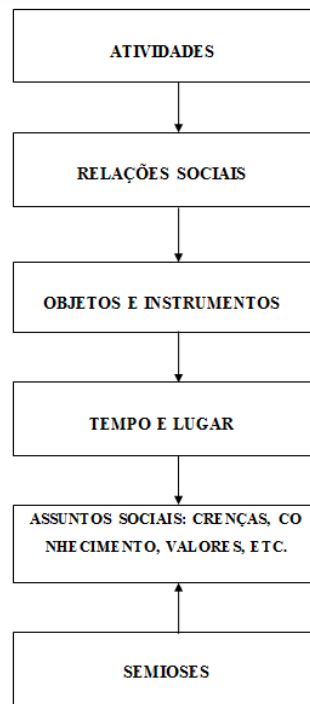 ATIVIDADES
RELAÇÕES SOCIAIS
OBJETOS E INSTRUMENTOS
TEMPO E LUGAR
ASSUNTOS SOCIAIS: CRENÇAS, CO
NHECIMENTO, VALORES, ETC.
SEMIOSES